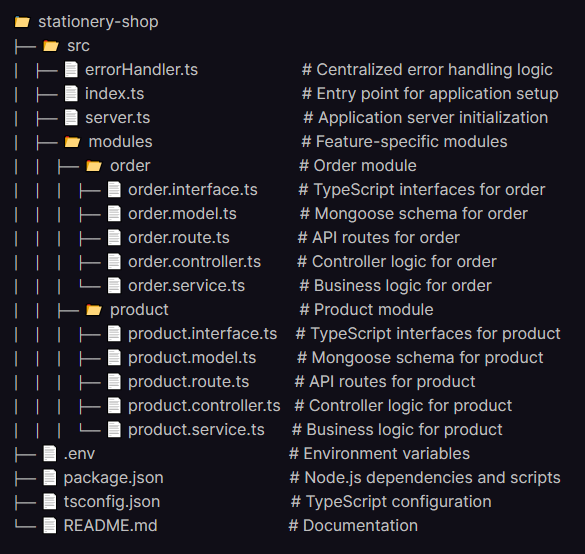 stationery-shop
src
errorHandler.ts # Centralized error handling logic
index.ts # Entry point for application setup
server.ts # Application server initialization
modules # Feature-specific modules
order # Order module
order.interface.ts # TypeScript interfaces for order
order.model.ts # Mongoose schema for order
order.route.ts # API routes for order
order.controller.ts # Controller logic for order
order.service.ts # Business logic for order
product # Product module
product.interface.ts # TypeScript interfaces for product
product.model.ts # Mongoose schema for product
product.route.ts # API routes for product
product.controller.ts # Controller logic for product
product.service.ts # Business logic for product
.env # Environment variables
package.json # Node.js dependencies and scripts
tsconfig.json # TypeScript configuration
README.md # Documentation